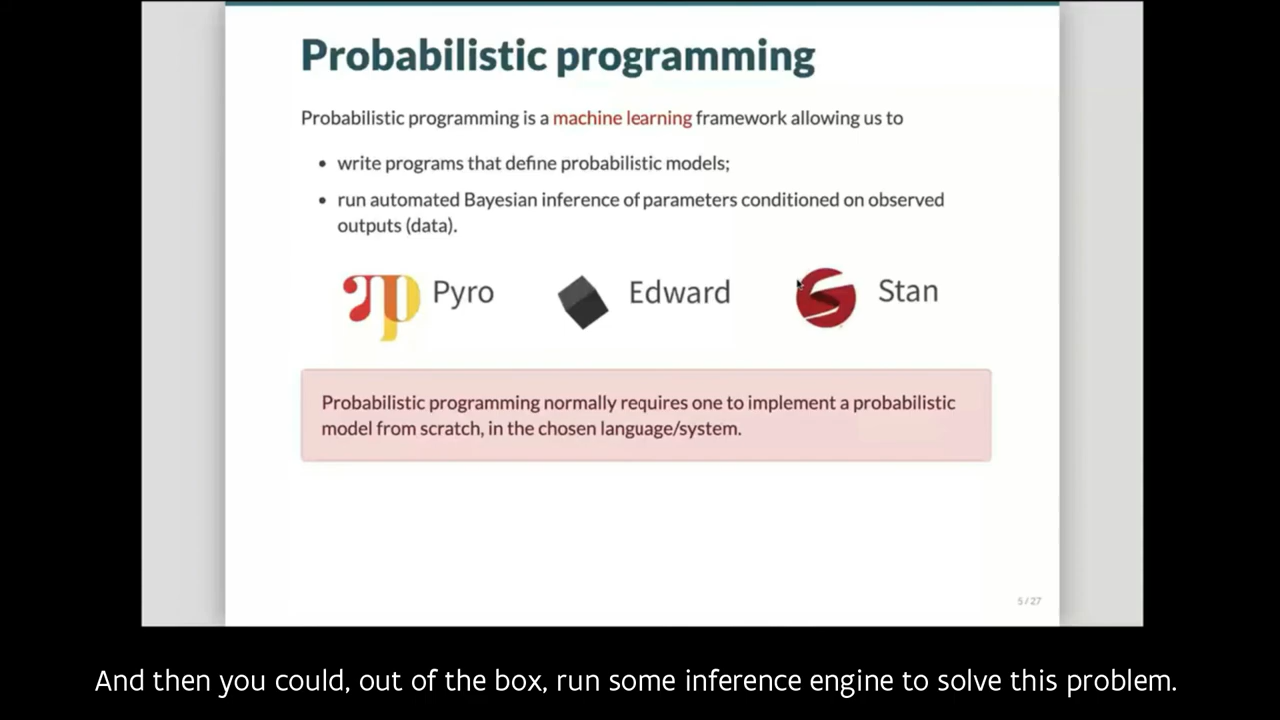 Probabilistic programming
Probabilistic programming is a machine learning framework allowing us to
• write programs that define probabilistic models;
• run automated Bayesian inference of parameters conditioned on observed
outputs (data).
Pyro Edward Stan
Probabilistic programming normally requires one to implement a probabilistic
model from scratch, in the chosen language/system.
5 / 27
And then you could, out of the box, run some inference engine to solve this problem.